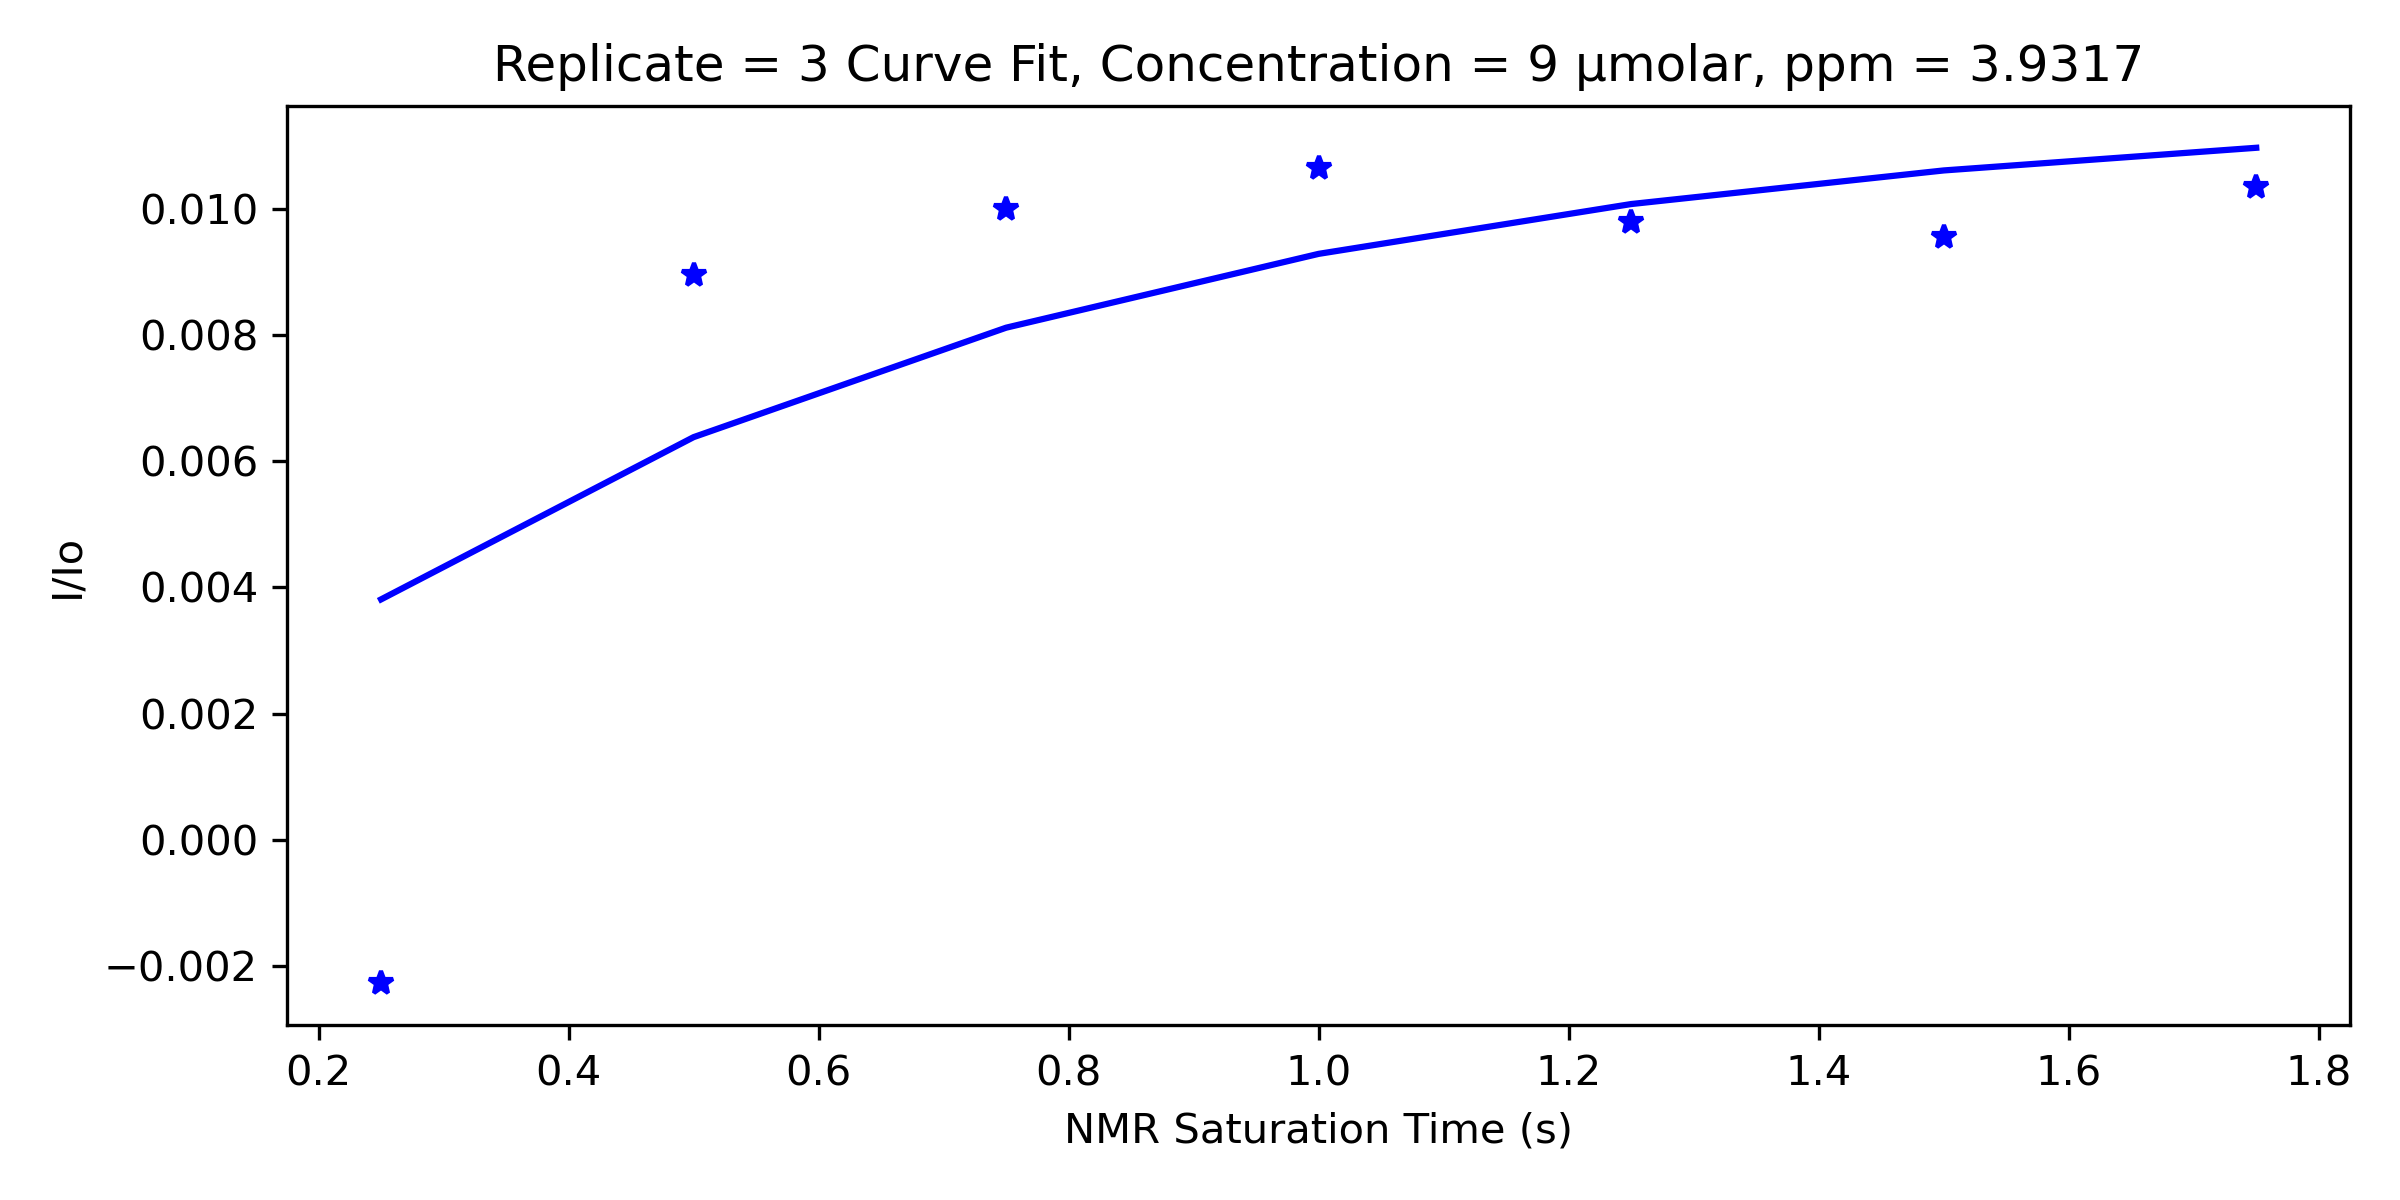 Replicate = 3 Curve Fit, Concentration = 9 µmolar, ppm = 3.9317
I/Io
0.010
0.008
0.006
0.004
0.002
0.000
−0.002
0.2 0.4 0.6 0.8 1.0 1.2 1.4 1.6 1.8
NMR Saturation Time (s)